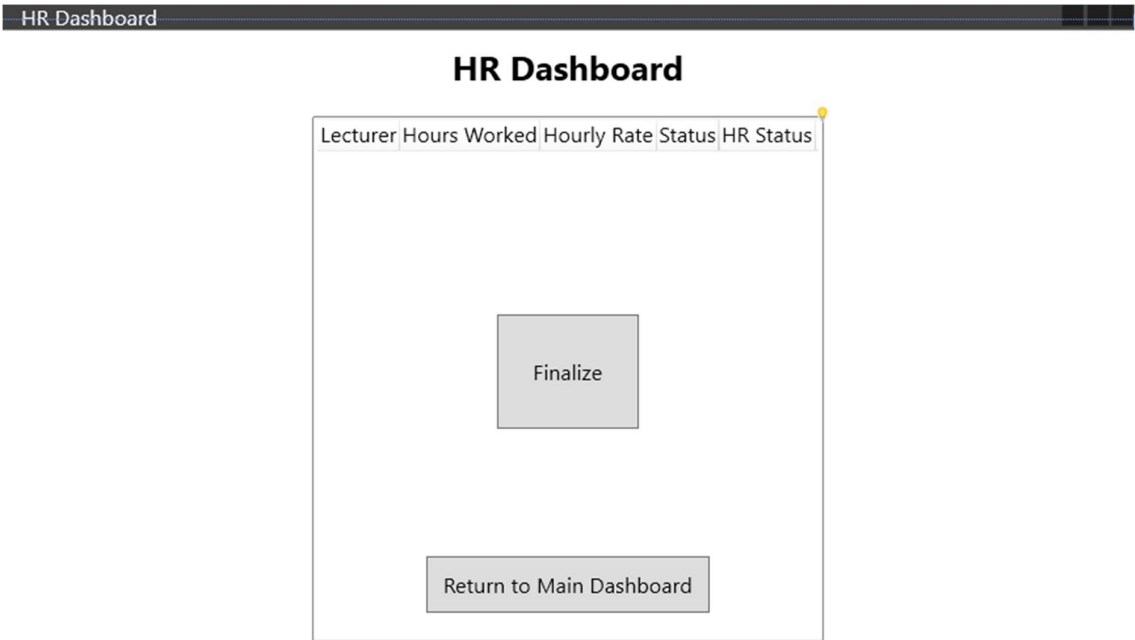 HR Dashboard
HR Dashboard
Lecturer Hours Worked Hourly Rate Status HR Status
Finalize
Return to Main Dashboard